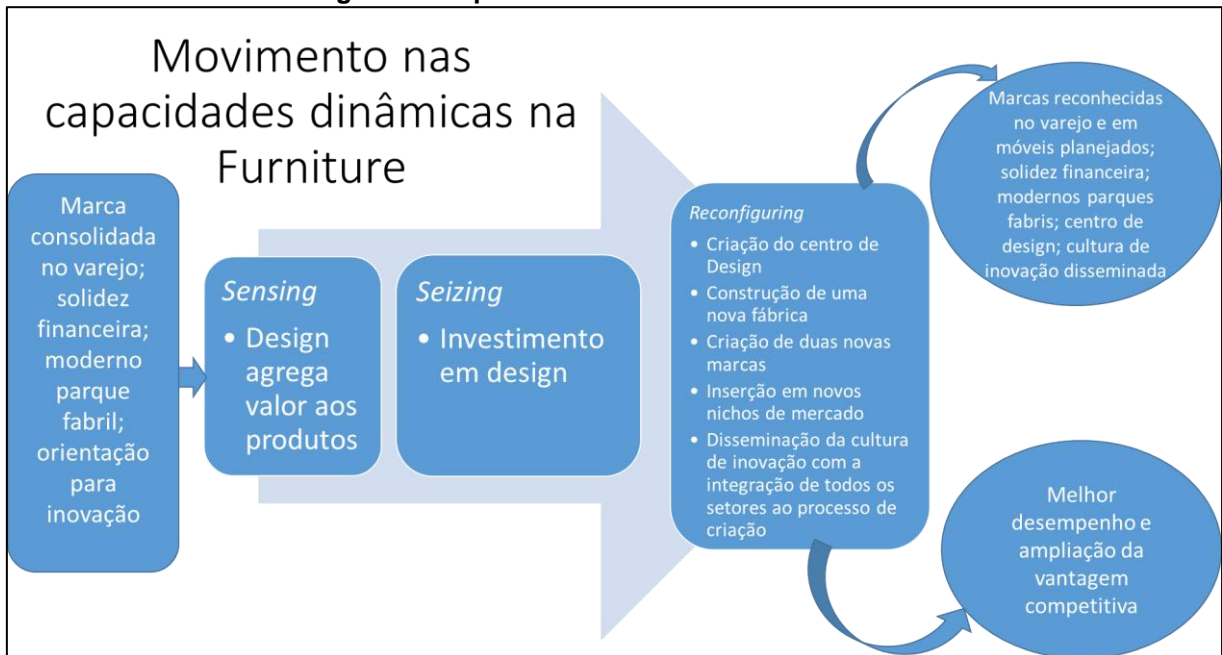 Movimento nas
capacidades dinâmicas na
Furniture
Marca
consolidada
no varejo;
solidez
financeira;
moderno
parque
fabril;
orientação
para
inovação
Sensing
• Design
agrega
valor aos
produtos
Seizing
• Investimento
em design
Reconfiguring
• Criação do centro de
Design
• Construção de uma
nova fábrica
• Criação de duas novas
marcas
• Inserção em novos
nichos de mercado
• Disseminação da cultura
de inovação com a
integração de todos os
setores ao processo de
criação
Marcas reconhecidas
no varejo e em
móveis planejados;
solidez financeira;
modernos parques
fabris; centro de
design; cultura de
inovação disseminada
Melhor
desempenho e
ampliação da
vantagem
competitiva